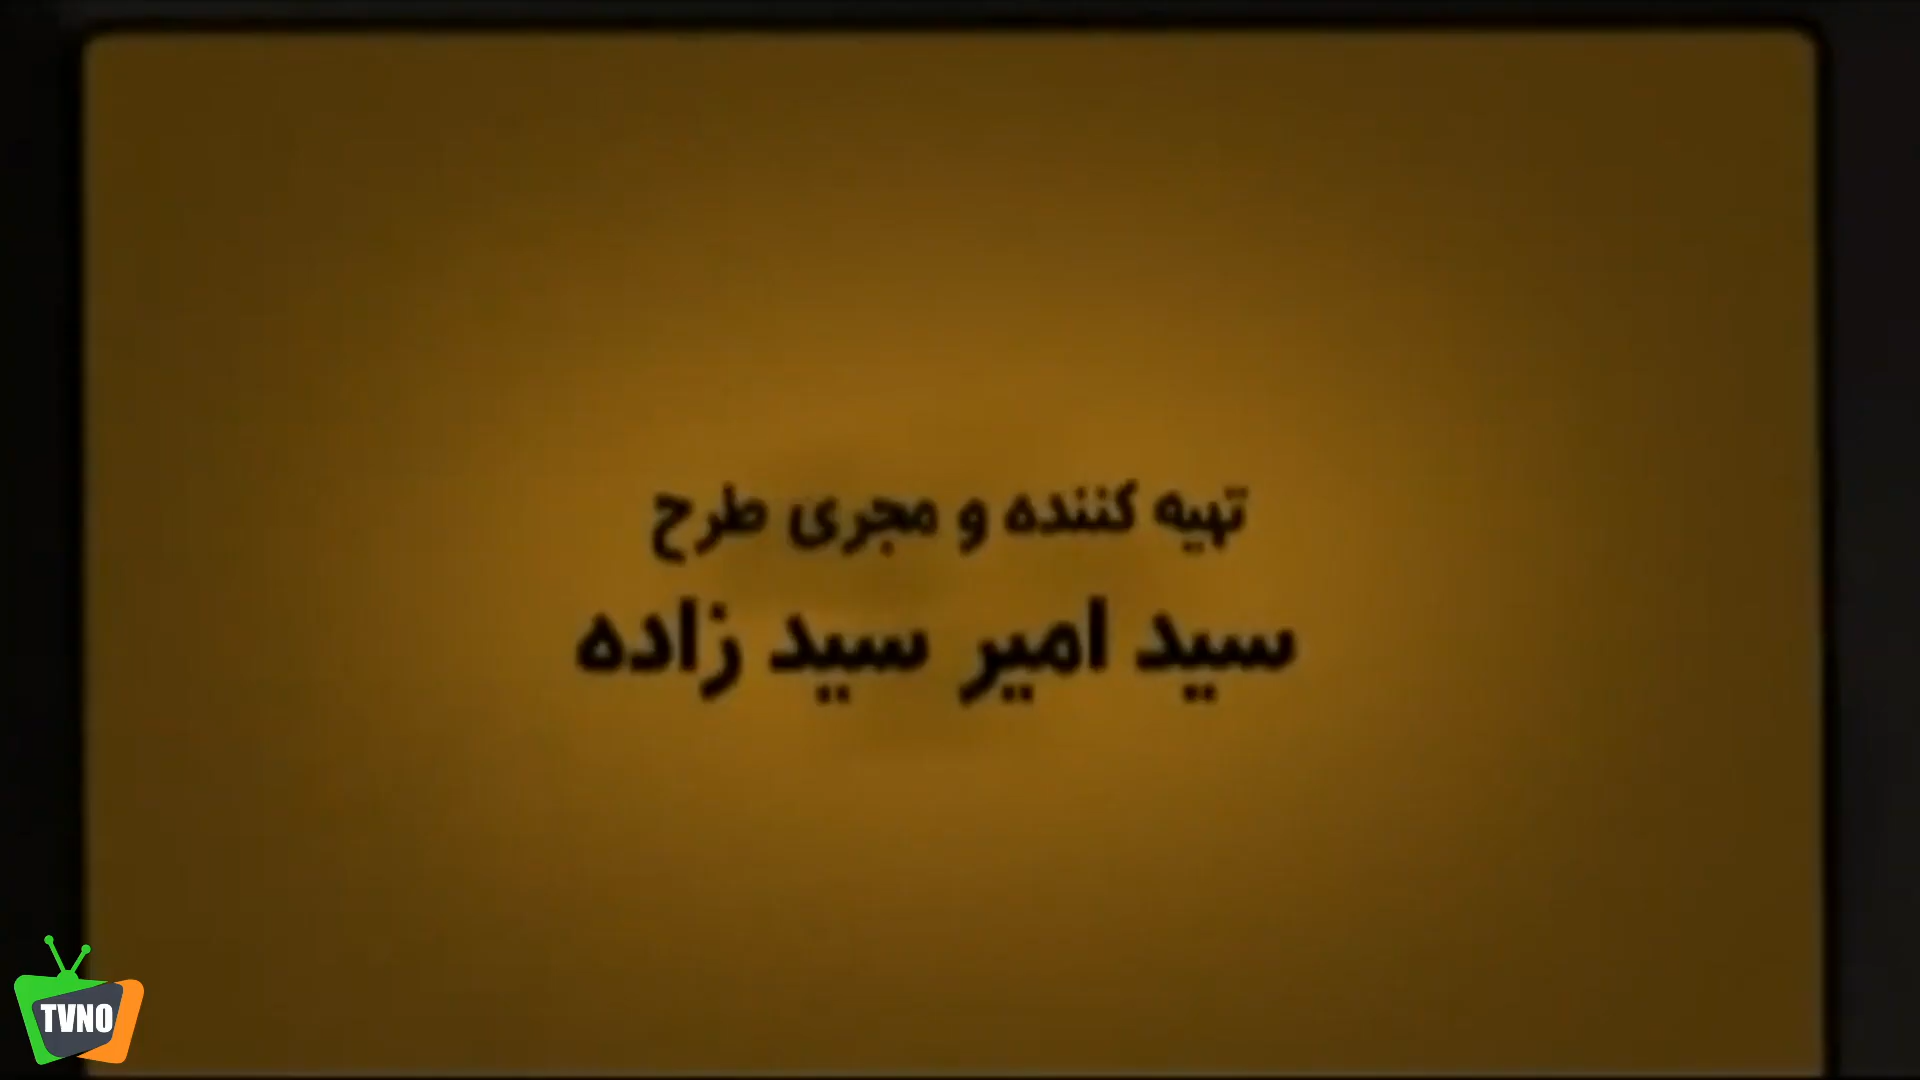 تهیه کننده و مجری طرح
سید امیر سید زاده
TVNO